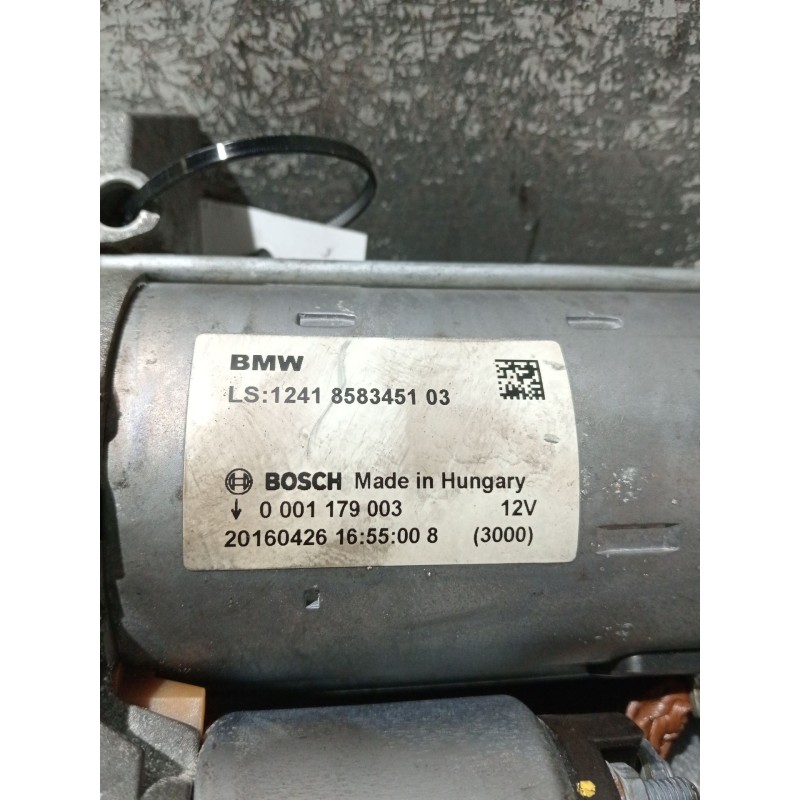 BMW
LS:1241 8583451 03
BOSCH Made in Hungary
0 001 179 003 12V
20160426 16:55:00 8 (3000)